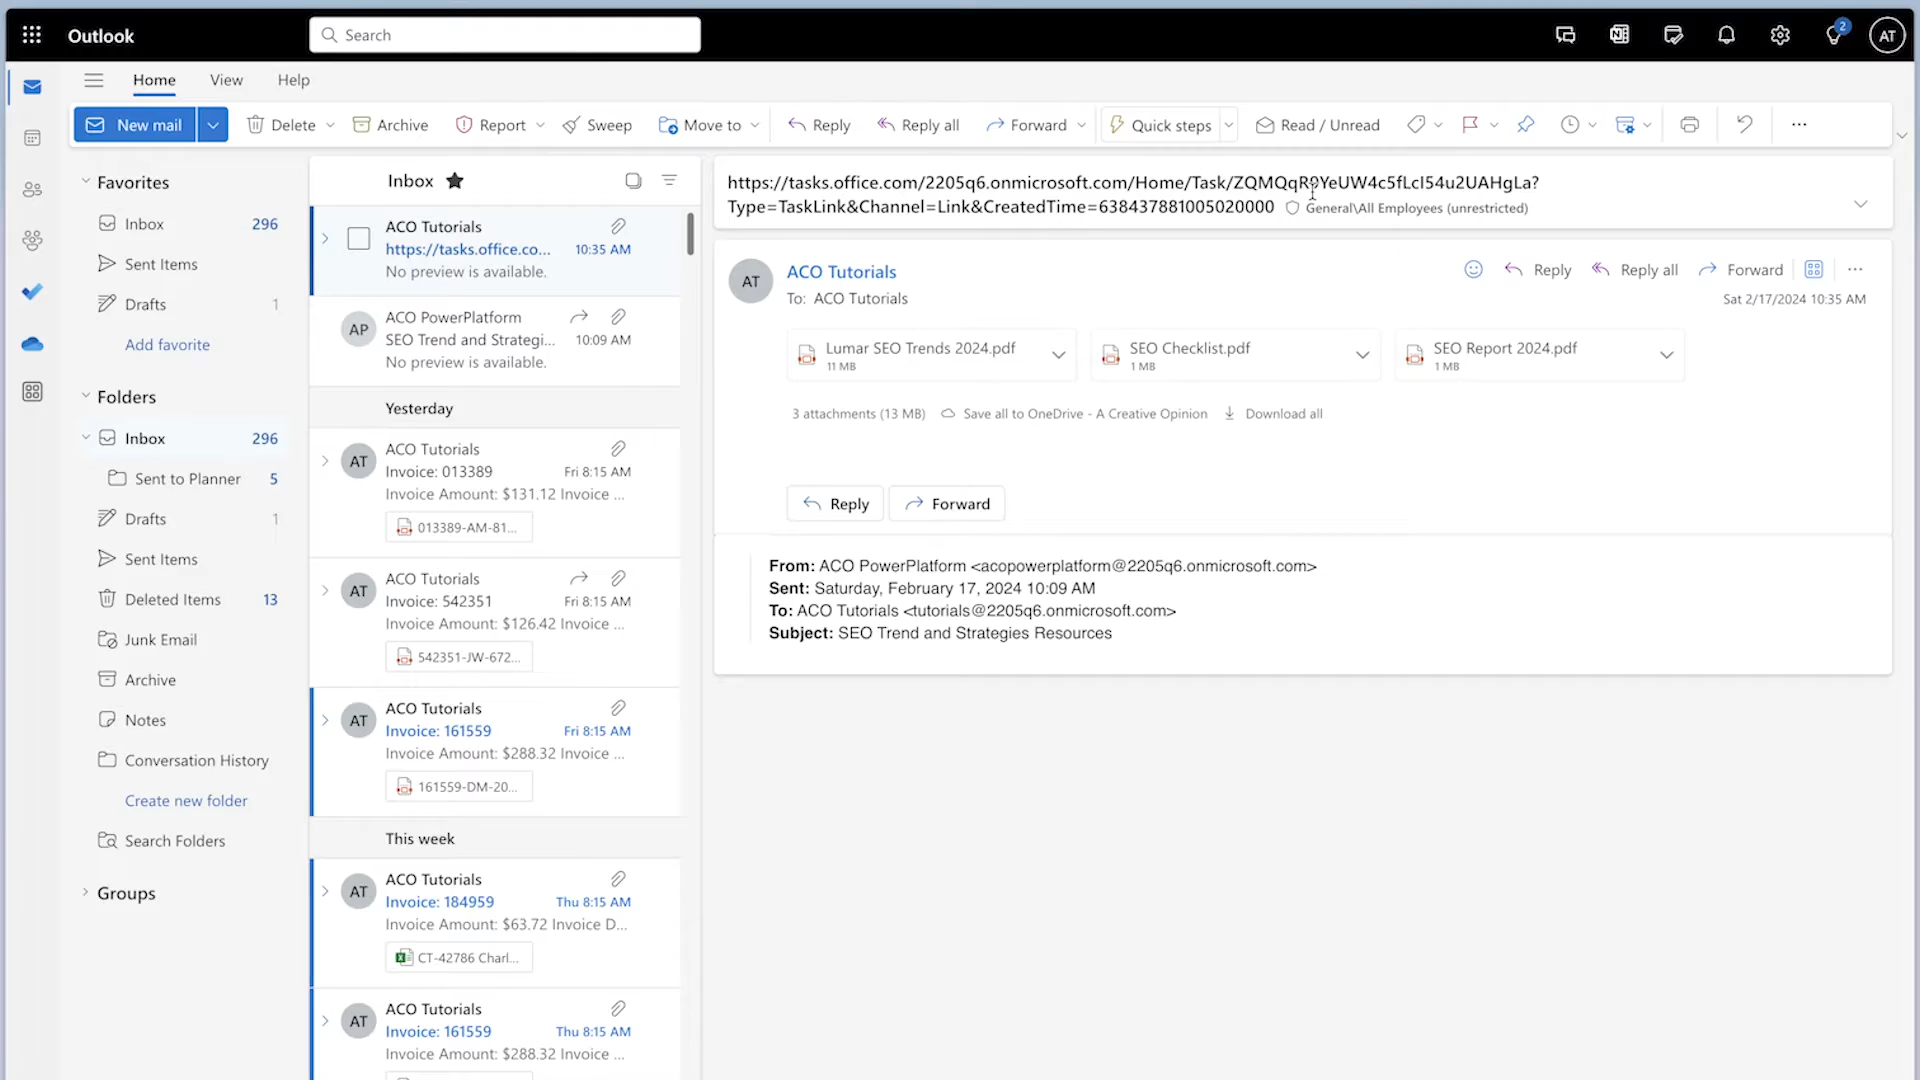 Outlook
Search
2
AT
Home
View
Help
New mail
Delete
Archive
Report
Sweep
Move to
Reply
Reply all
Forward
Quick steps
Read / Unread
Favorites
Inbox 296
Sent Items
Drafts 1
Add favorite
Folders
Inbox 296
Sent to Planner 5
Drafts 1
Sent Items
Deleted Items 13
Junk Email
Archive
Notes
Conversation History
Create new folder
Search Folders
Groups
Inbox
ACO Tutorials
https://tasks.office.co... 10:35 AM
No preview is available.
AP
ACO PowerPlatform
SEO Trend and Strategi... 10:09 AM
No preview is available.
Yesterday
AT
ACO Tutorials
Invoice: 013389 Fri 8:15 AM
Invoice Amount: $131.12 Invoice ...
013389-AM-81...
AT
ACO Tutorials
Invoice: 542351 Fri 8:15 AM
Invoice Amount: $126.42 Invoice ...
542351-JW-672...
AT
ACO Tutorials
Invoice: 161559 Fri 8:15 AM
Invoice Amount: $288.32 Invoice ...
161559-DM-20...
This week
AT
ACO Tutorials
Invoice: 184959 Thu 8:15 AM
Invoice Amount: $63.72 Invoice D...
CT-42786 Charl...
AT
ACO Tutorials
Invoice: 161559 Thu 8:15 AM
Invoice Amount: $288.32 Invoice ...
https://tasks.office.com/2205q6.onmicrosoft.com/Home/Task/ZQMQqR9YeUW4c5fLcI54u2UAHgLa?
Type=TaskLink&Channel=Link&CreatedTime=638437881005020000 General\All Employees (unrestricted)
AT
ACO Tutorials
To: ACO Tutorials
Reply
Reply all
Forward
Sat 2/17/2024 10:35 AM
Lumar SEO Trends 2024.pdf
11 MB
SEO Checklist.pdf
1 MB
SEO Report 2024.pdf
1 MB
3 attachments (13 MB) Save all to OneDrive - A Creative Opinion Download all
Reply
Forward
From: ACO PowerPlatform <acopowerplatform@2205q6.onmicrosoft.com>
Sent: Saturday, February 17, 2024 10:09 AM
To: ACO Tutorials <tutorials@2205q6.onmicrosoft.com>
Subject: SEO Trend and Strategies Resources